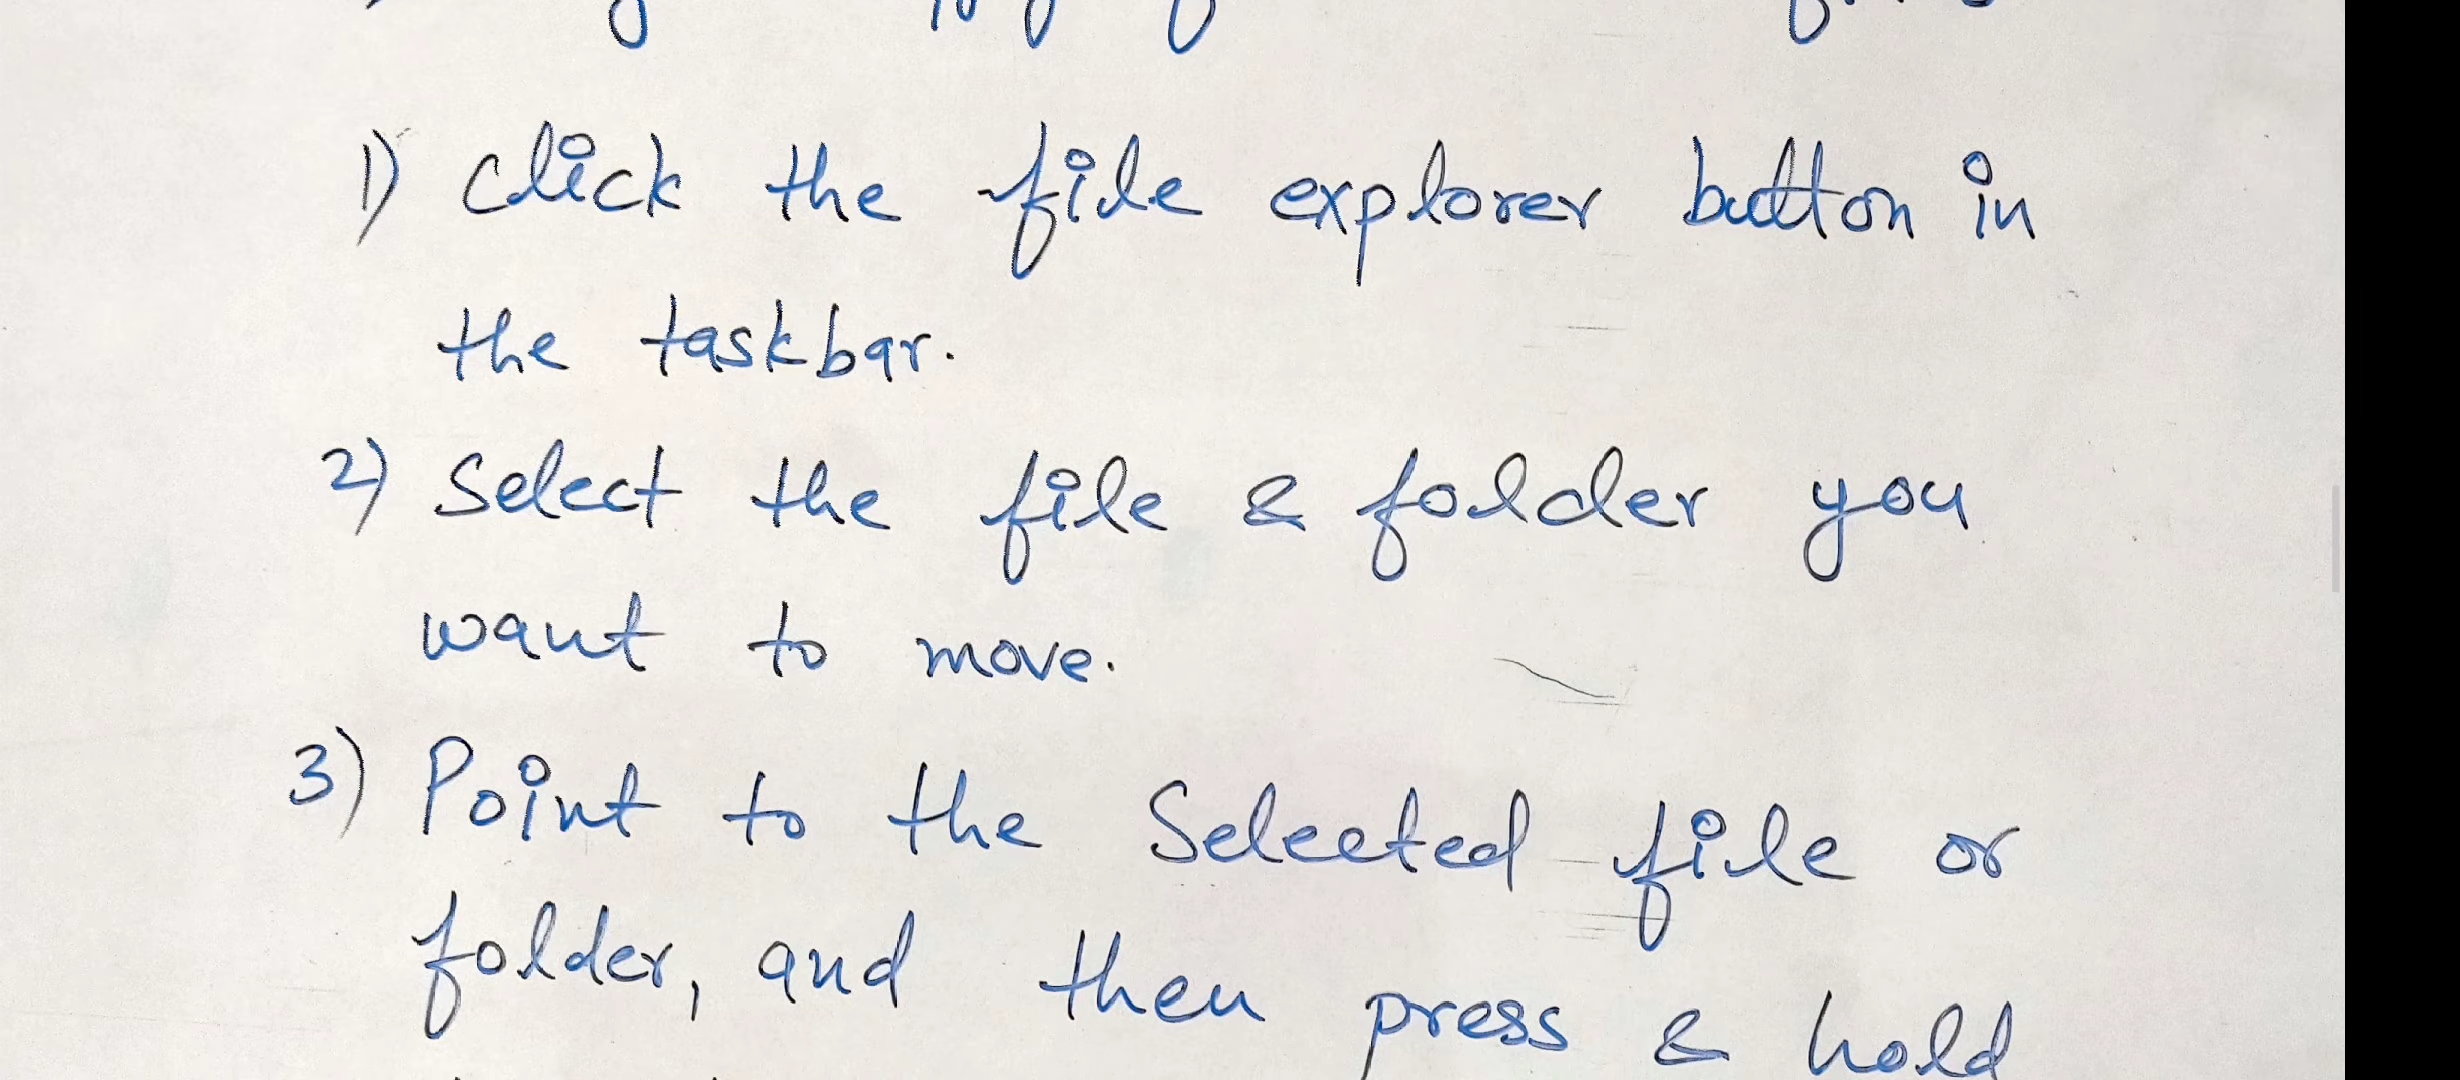 1) click the file explorer button in
the taskbar.
2) Select the file & folder you
want to move.
3) Point to the Selected file or
folder, and then press & hold